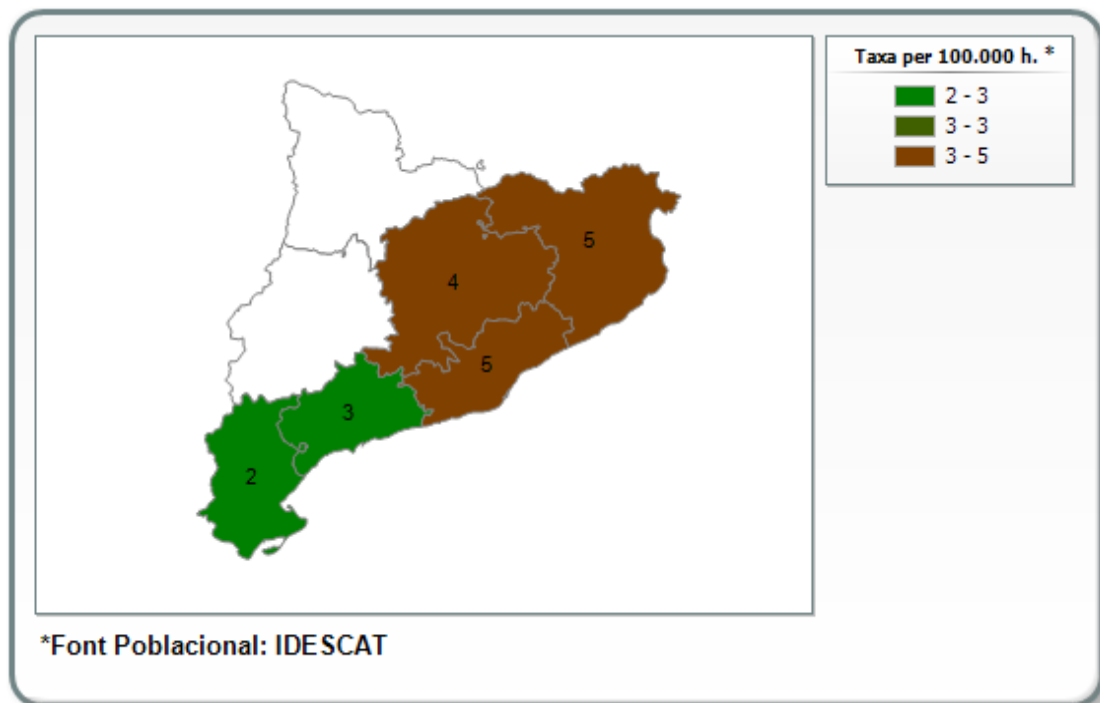 Taxa per 100.000 h. *
2 - 3
3 - 3
3 - 5
5
4
5
3
2
*Font Poblacional: IDESCAT